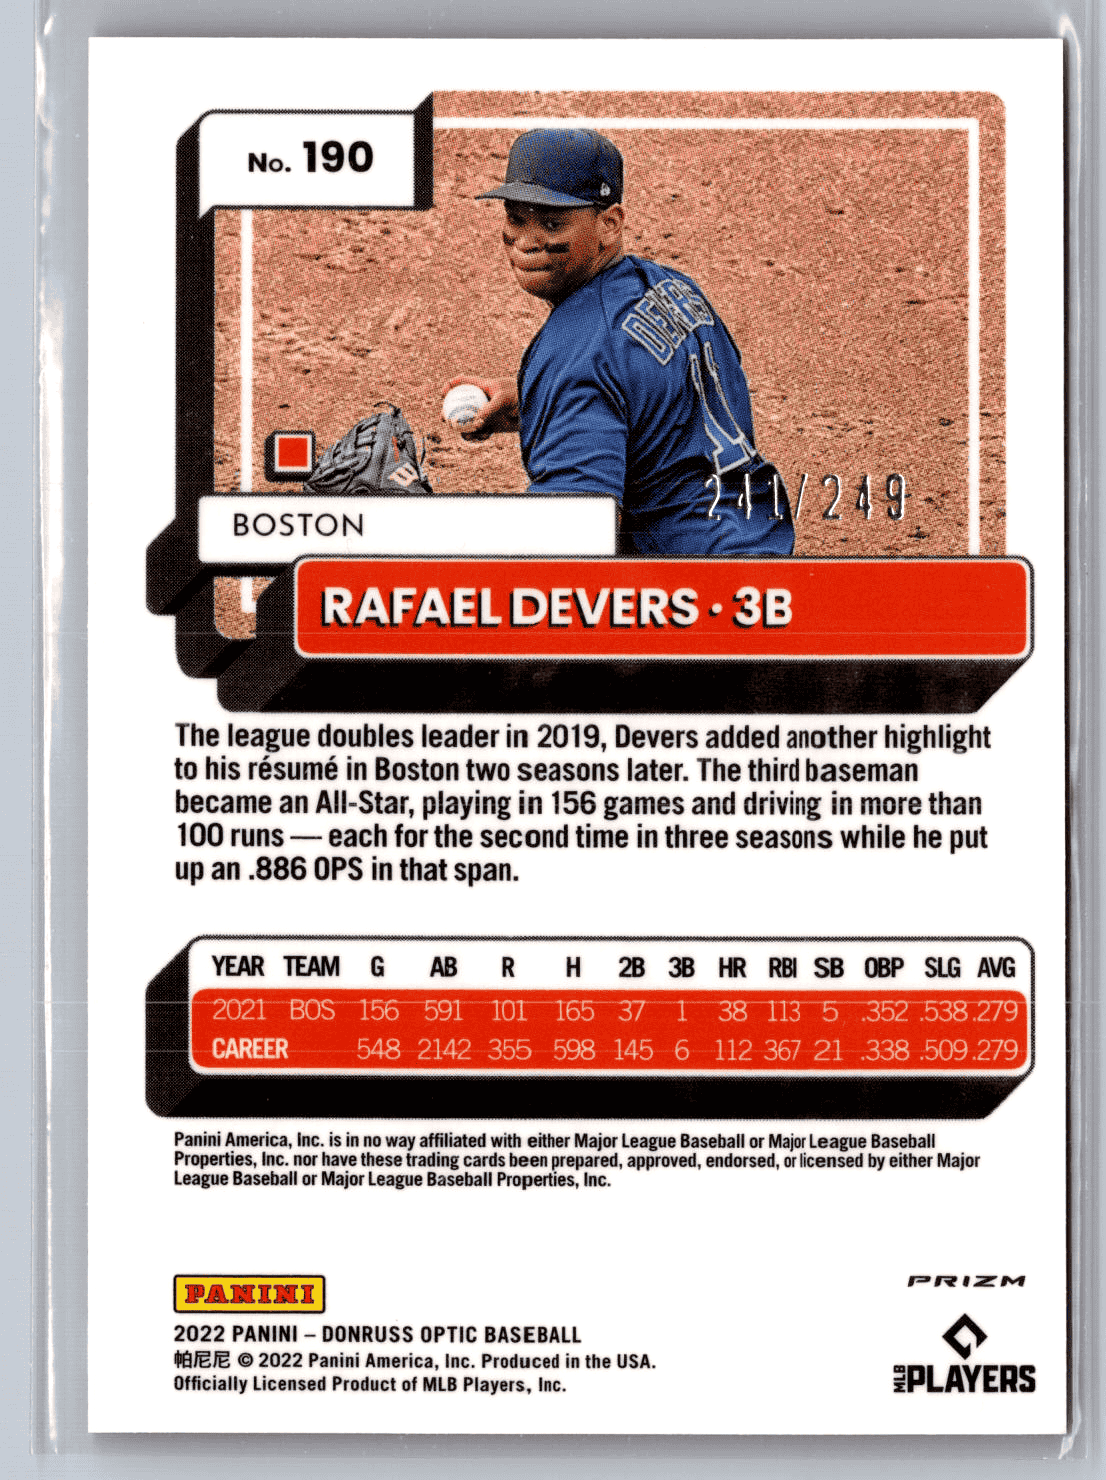 No. 190
DEVERS
11
241/249
BOSTON
RAFAEL DEVERS · 3B
The league doubles leader in 2019, Devers added another highlight
to his résumé in Boston two seasons later. The third baseman
became an All-Star, playing in 156 games and driving in more than
100 runs — each for the second time in three seasons while he put
up an .886 OPS in that span.
YEAR TEAM G AB R H 2B 3B HR RBI SB OBP SLG AVG
2021 BOS 156 591 101 165 37 1 38 113 5 .352 .538 .279
CAREER 548 2142 355 598 145 6 112 367 21 .338 .509 .279
Panini America, Inc. is in no way affiliated with either Major League Baseball or Major League Baseball
Properties, Inc. nor have these trading cards been prepared, approved, endorsed, or licensed by either Major
League Baseball or Major League Baseball Properties, Inc.
PRIZM
PANINI
2022 PANINI – DONRUSS OPTIC BASEBALL
帕尼尼 © 2022 Panini America, Inc. Produced in the USA.
Officially Licensed Product of MLB Players, Inc.
MLB PLAYERS